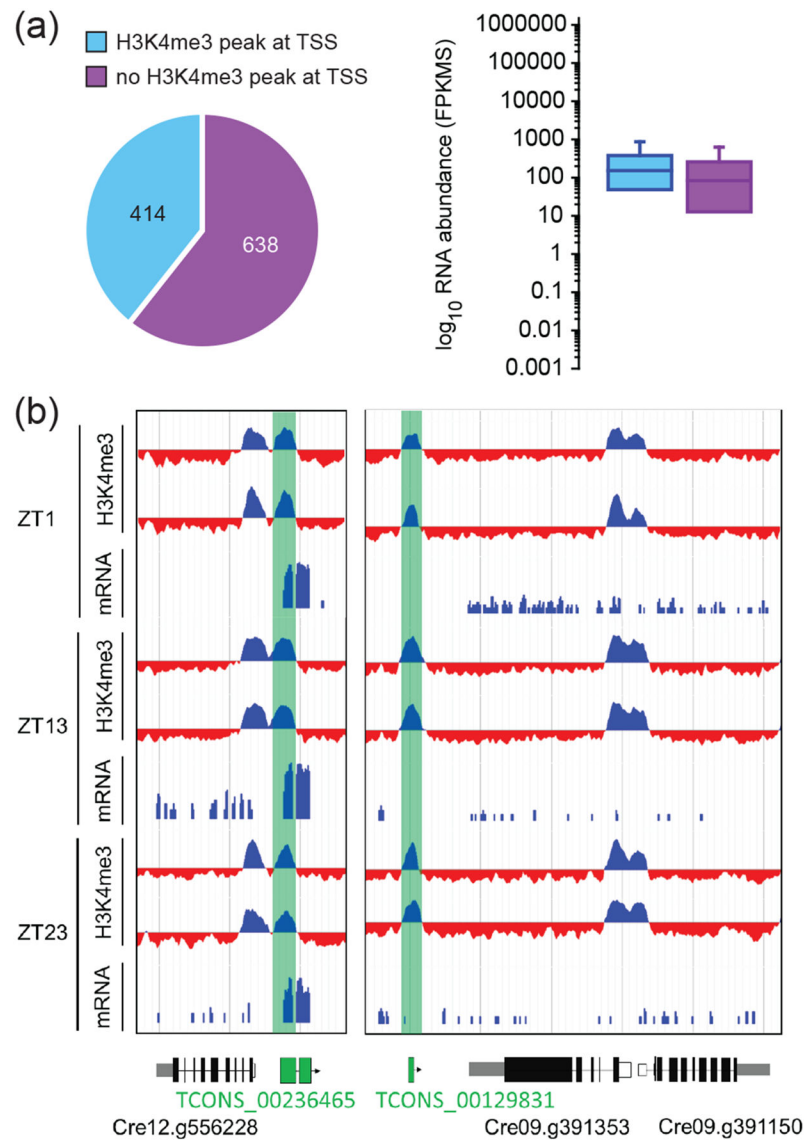 (a)
H3K4me3 peak at TSS
no H3K4me3 peak at TSS
414
638
log10 RNA abundance (FPKMS)
1000000
100000
10000
1000
100
10
1
0.1
0.01
0.001
(b)
ZT1
H3K4me3
mRNA
ZT13
H3K4me3
mRNA
ZT23
H3K4me3
mRNA
TCONS_00236465
TCONS_00129831
Cre12.g556228
Cre09.g391353
Cre09.g391150